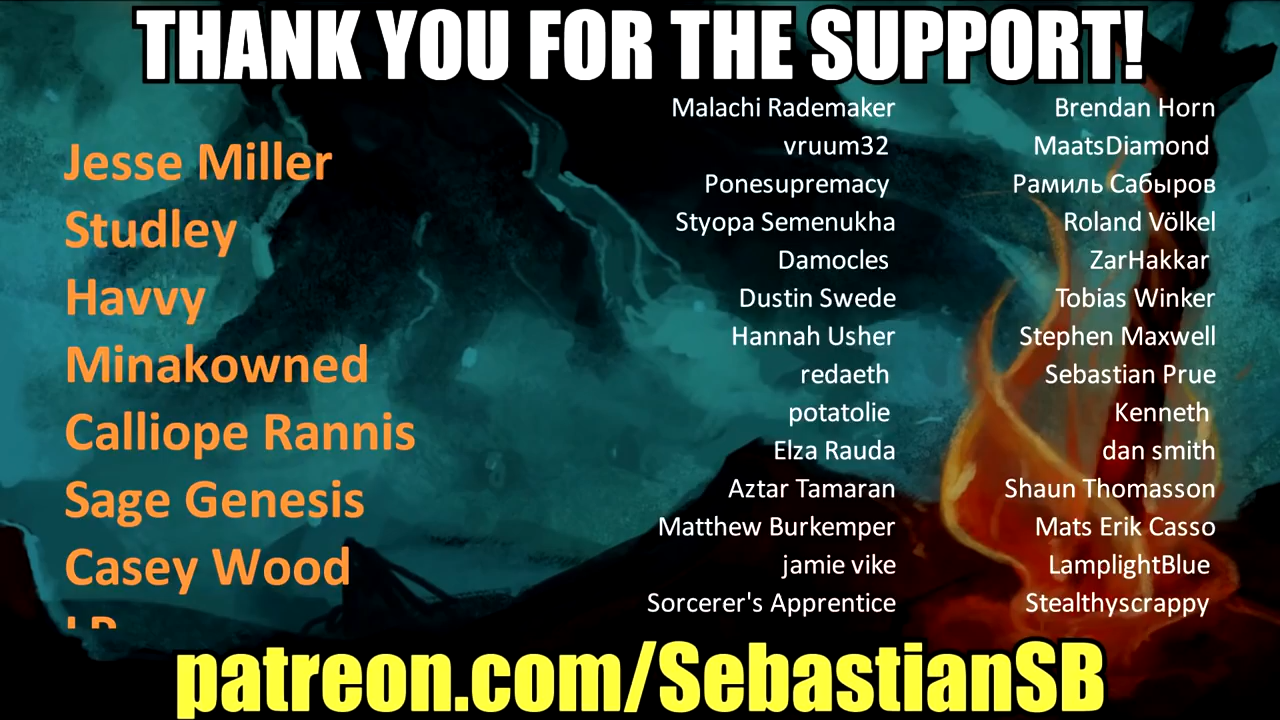 THANK YOU FOR THE SUPPORT!
Jesse Miller
Studley
Havvy
Minakowned
Calliope Rannis
Sage Genesis
Casey Wood
Malachi Rademaker
vruum32
Ponesupremacy
Styopa Semenukha
Damocles
Dustin Swede
Hannah Usher
redaeth
potatolie
Elza Rauda
Aztar Tamaran
Matthew Burkemper
jamie vike
Sorcerer's Apprentice
Brendan Horn
MaatsDiamond
Рамиль Сабыров
Roland Völkel
ZarHakkar
Tobias Winker
Stephen Maxwell
Sebastian Prue
Kenneth
dan smith
Shaun Thomasson
Mats Erik Casso
LamplightBlue
Stealthyscrappy
patreon.com/SebastianSB